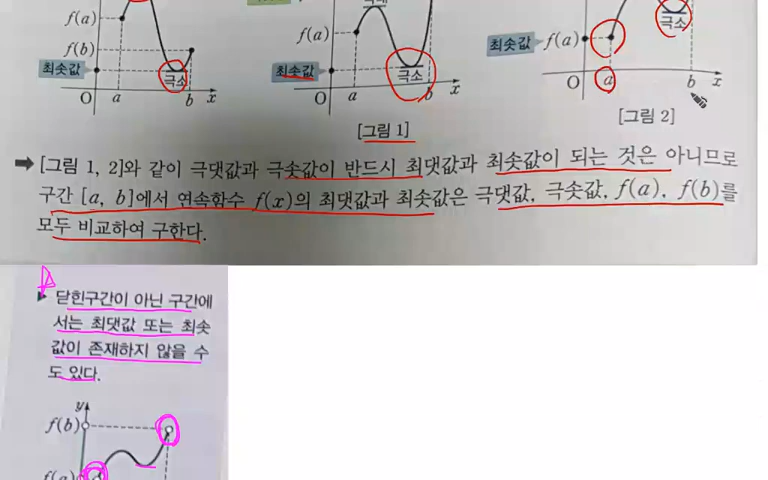 f(a)
f(b)
최솟값
극소
O a b x
f(a)
최솟값
극소
O a b x
[그림 1]
최솟값 f(a)
극소
O a b x
[그림 2]
➡ [그림 1, 2]와 같이 극댓값과 극솟값이 반드시 최댓값과 최솟값이 되는 것은 아니므로
구간 [a, b]에서 연속함수 f(x)의 최댓값과 최솟값은 극댓값, 극솟값, f(a), f(b)를
모두 비교하여 구한다.
▶ 닫힌구간이 아닌 구간에
서는 최댓값 또는 최솟
값이 존재하지 않을 수
도 있다.
y
f(b)
f(a)